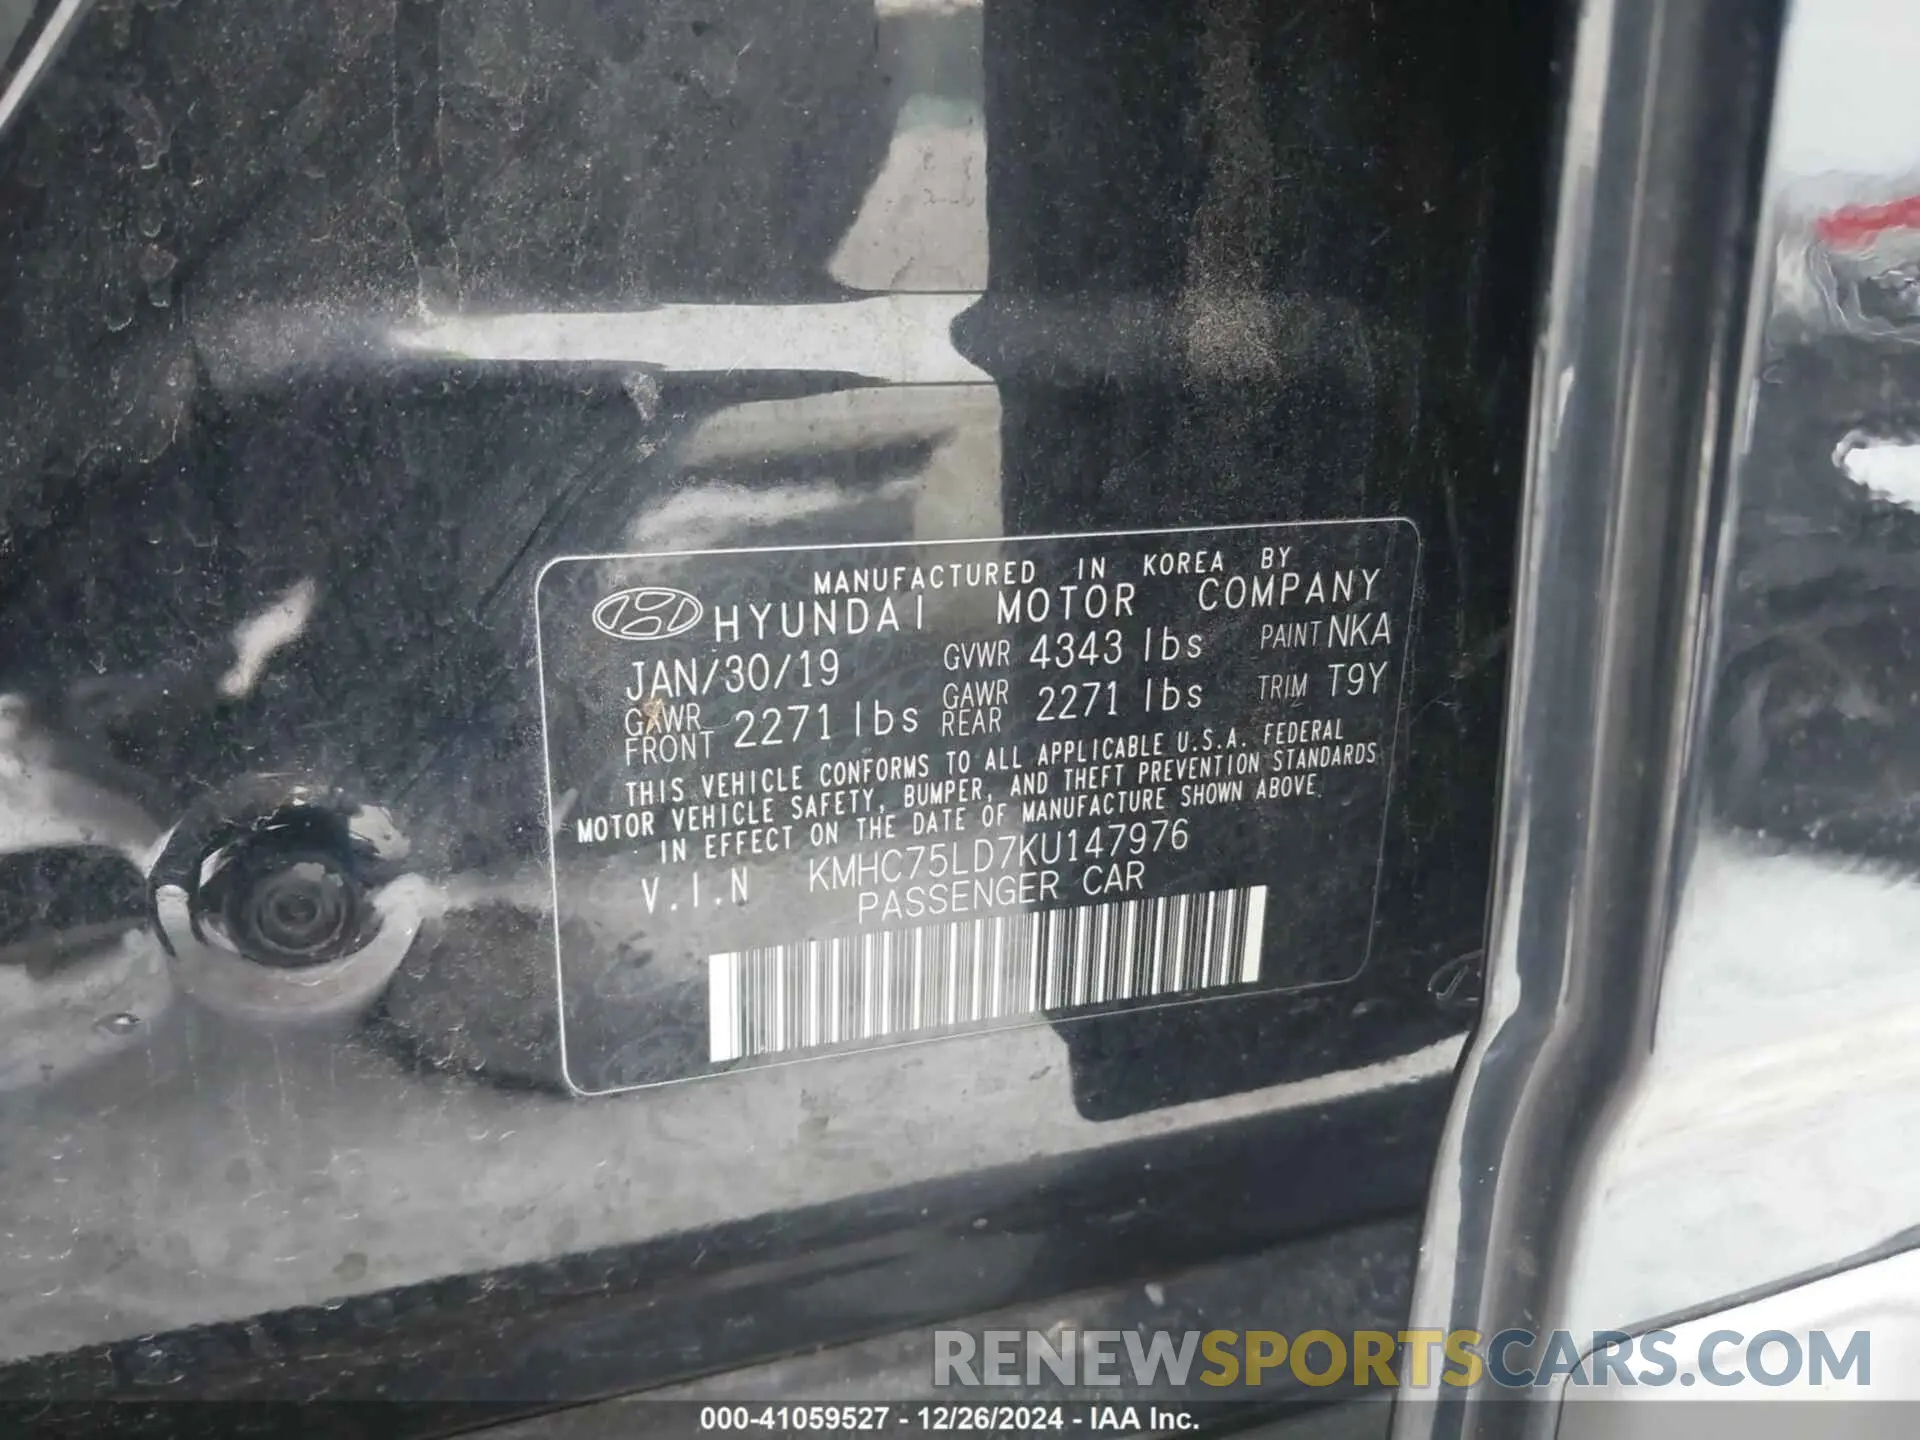 MANUFACTURED IN KOREA BY
HYUNDAI MOTOR COMPANY
JAN/30/19 GVWR 4343 lbs PAINT NKA
GAWR FRONT 2271 lbs GAWR REAR 2271 lbs TRIM T9Y
THIS VEHICLE CONFORMS TO ALL APPLICABLE U.S.A. FEDERAL
MOTOR VEHICLE SAFETY, BUMPER, AND THEFT PREVENTION STANDARDS
IN EFFECT ON THE DATE OF MANUFACTURE SHOWN ABOVE.
V.I.N KMHC75LD7KU147976
PASSENGER CAR
RENEWSPORTSCARS.COM
000-41059527 - 12/26/2024 - IAA Inc.